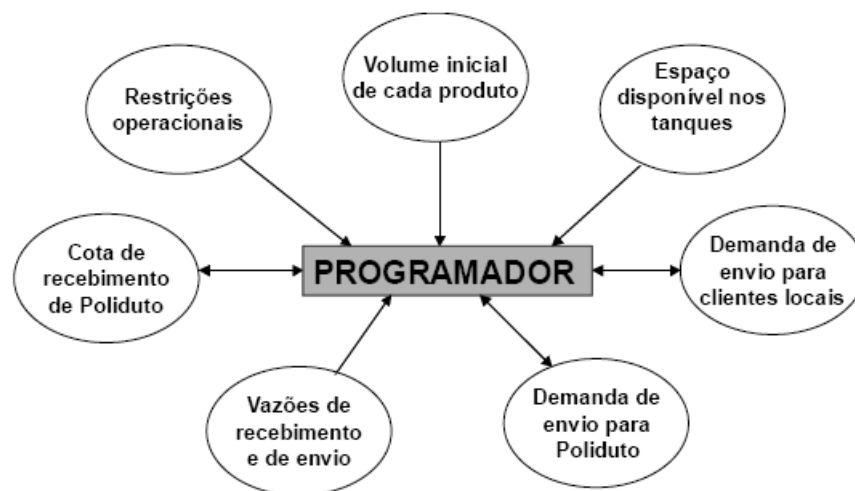 Volume inicial
de cada produto
Restrições
operacionais
Espaço
disponível nos
tanques
Cota de
recebimento
de Poliduto
PROGRAMADOR
Demanda de
envio para
clientes locais
Vazões de
recebimento
e de envio
Demanda de
envio para
Poliduto